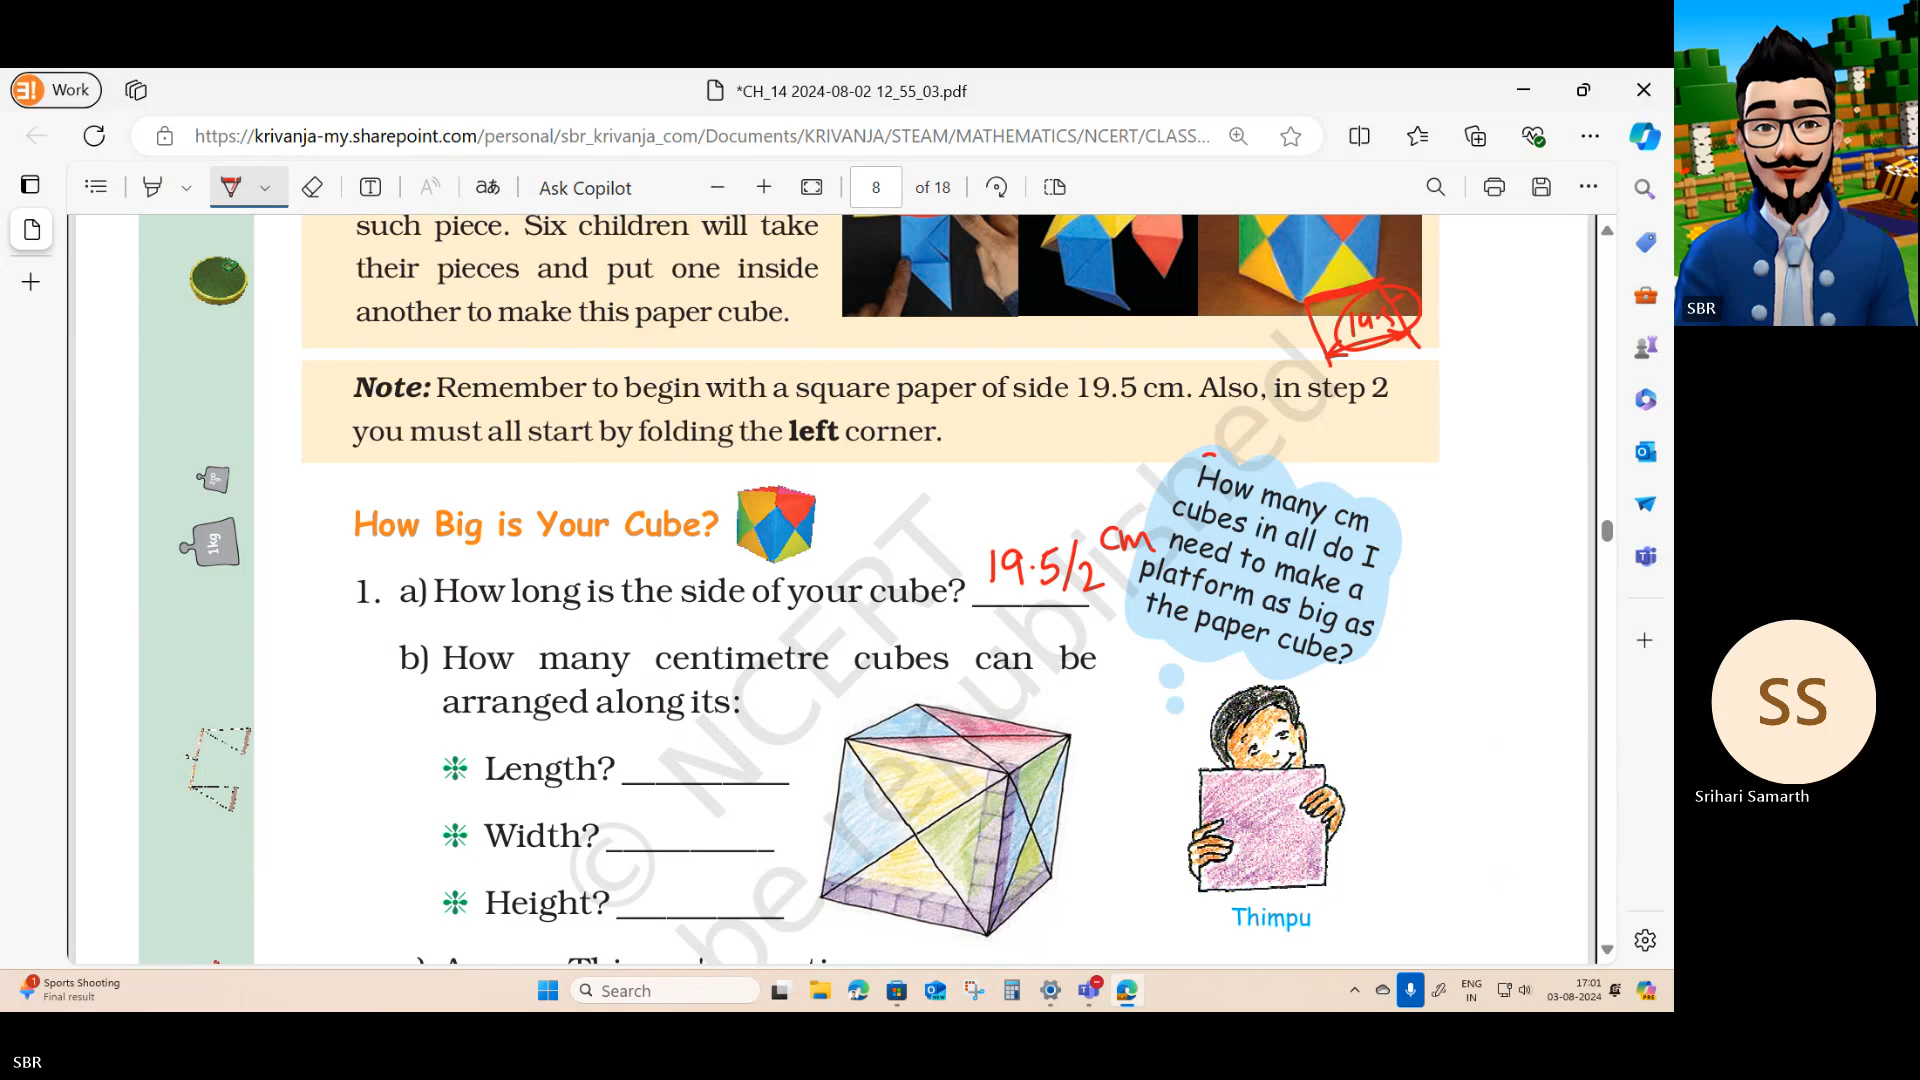 Work
*CH_14 2024-08-02 12_55_03.pdf
https://krivanja-my.sharepoint.com/personal/sbr_krivanja_com/Documents/KRIVANJA/STEAM/MATHEMATICS/NCERT/CLASS...
Ask Copilot
8 of 18
such piece. Six children will take
their pieces and put one inside
another to make this paper cube.
19.5
Note: Remember to begin with a square paper of side 19.5 cm. Also, in step 2
you must all start by folding the left corner.
How Big is Your Cube?
1. a) How long is the side of your cube? 19.5/2 cm
b) How many centimetre cubes can be
arranged along its:
Length?
Width?
Height?
How many cm
cubes in all do I
need to make a
platform as big as
the paper cube?
Thimpu
1kg
© NCERT
be republished
SBR
SS
Srihari Samarth
1
Sports Shooting
Final result
Search
ENG
IN
17:01
03-08-2024
SBR